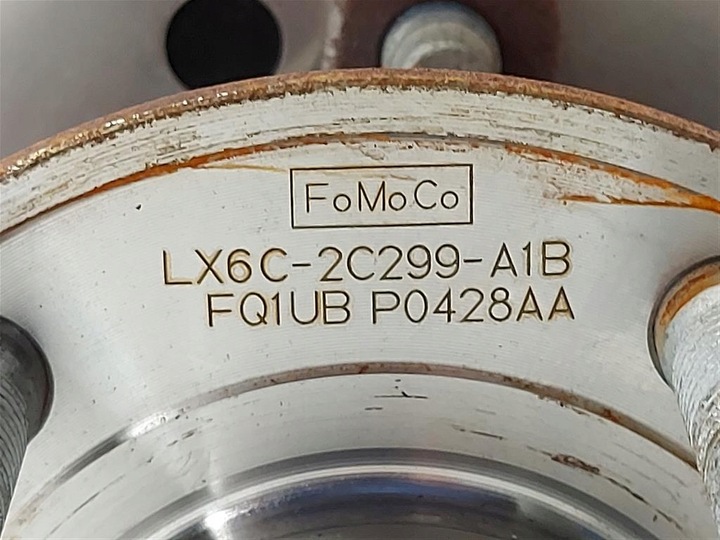 FoMoCo
LX6C-2C299-A1B
FQ1UB P0428AA